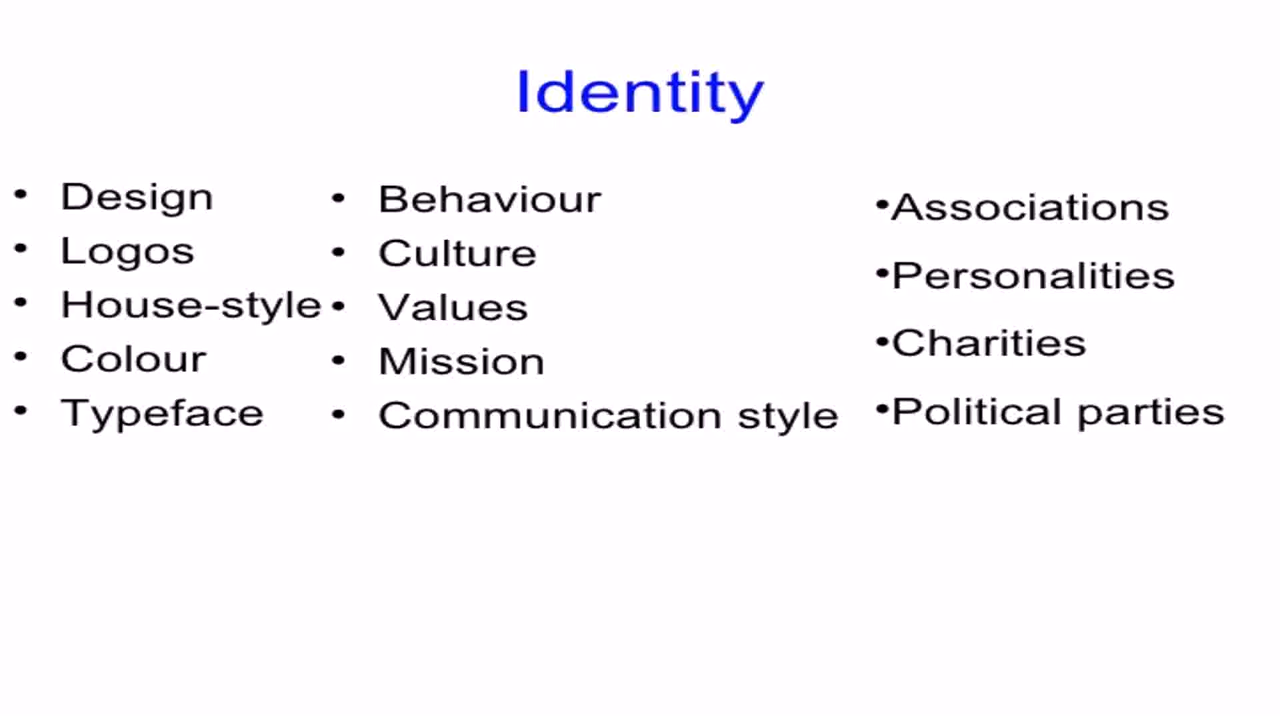 Identity
• Design
• Logos
• House-style
• Colour
• Typeface
• Behaviour
• Culture
• Values
• Mission
• Communication style
•Associations
•Personalities
•Charities
•Political parties